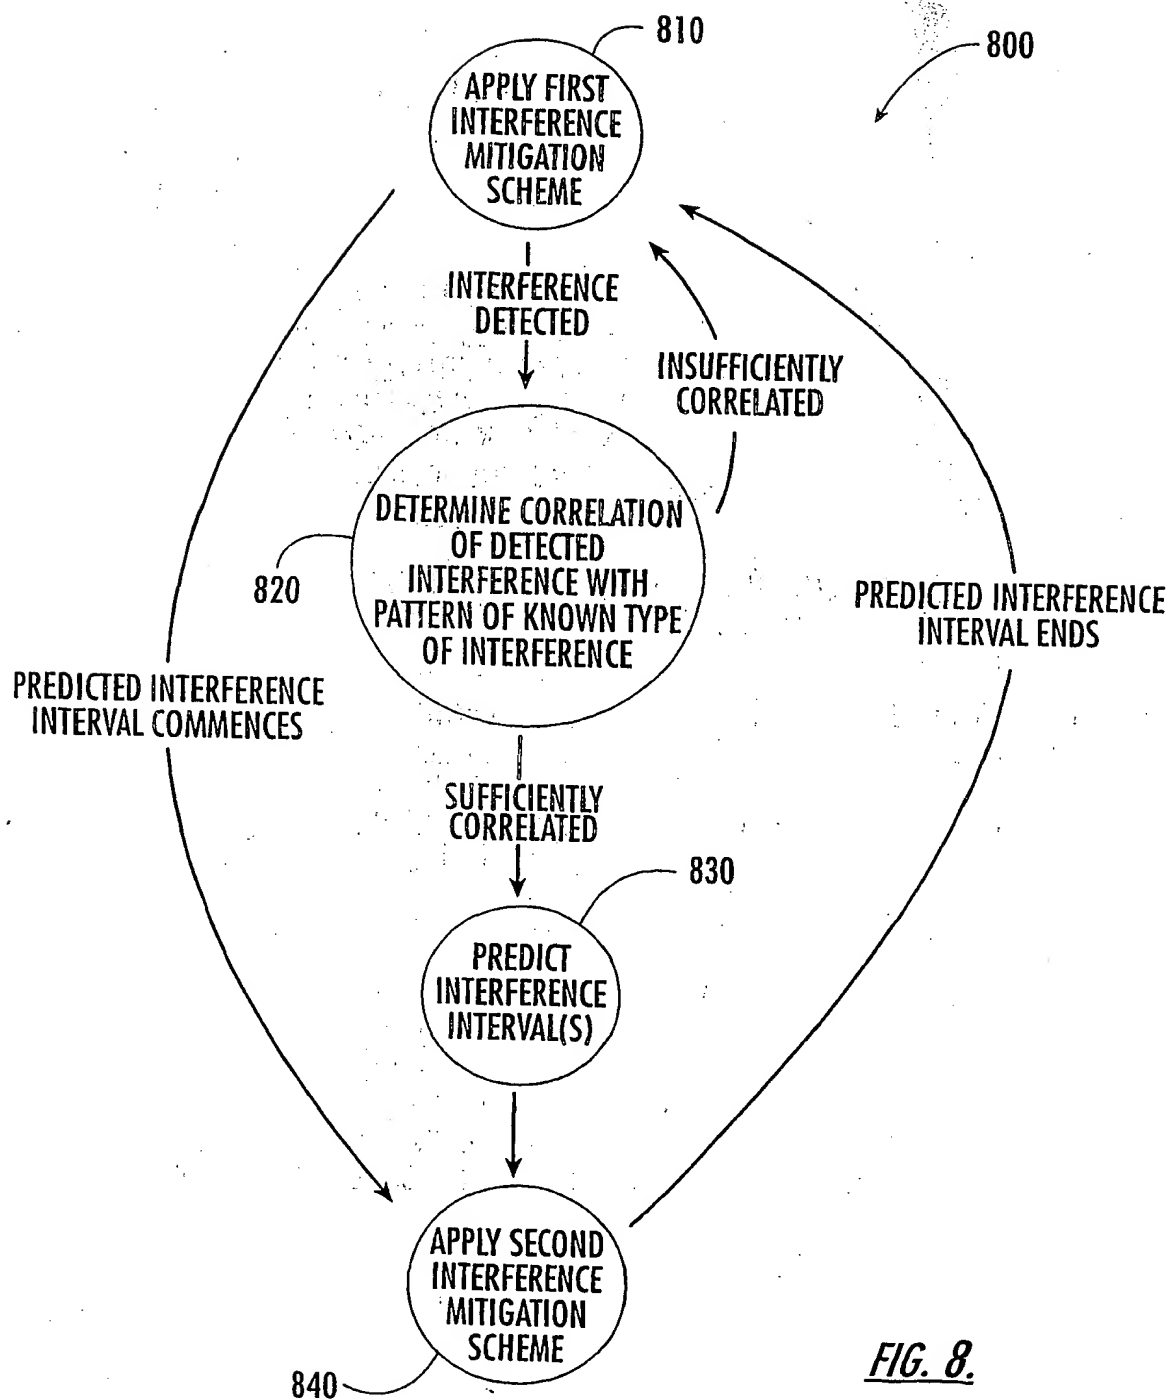 810
800
APPLY FIRST
INTERFERENCE
MITIGATION
SCHEME
INTERFERENCE
DETECTED
INSUFFICIENTLY
CORRELATED
DETERMINE CORRELATION
OF DETECTED
INTERFERENCE WITH
PATTERN OF KNOWN TYPE
OF INTERFERENCE
820
PREDICTED INTERFERENCE
INTERVAL ENDS
PREDICTED INTERFERENCE
INTERVAL COMMENCES
SUFFICIENTLY
CORRELATED
830
PREDICT
INTERFERENCE
INTERVAL(S)
APPLY SECOND
INTERFERENCE
MITIGATION
SCHEME
840
FIG. 8.